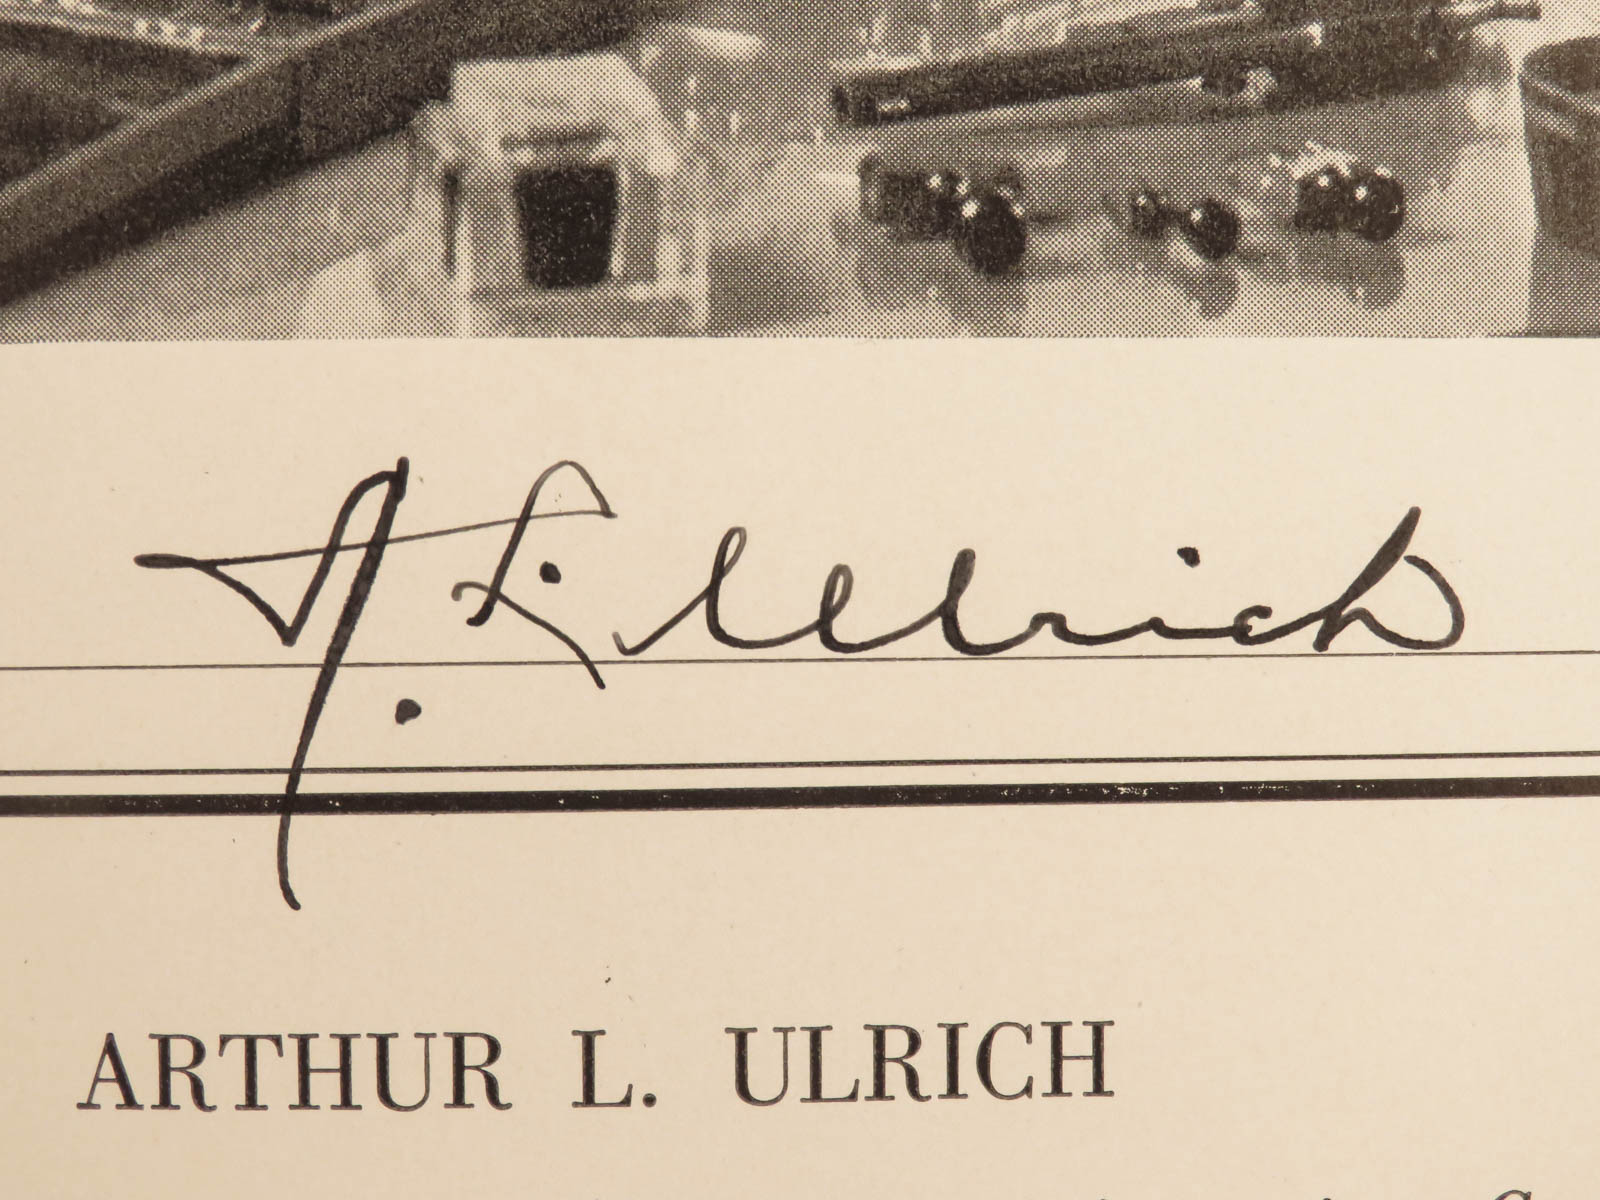 A. L. Ulrich
ARTHUR L. ULRICH